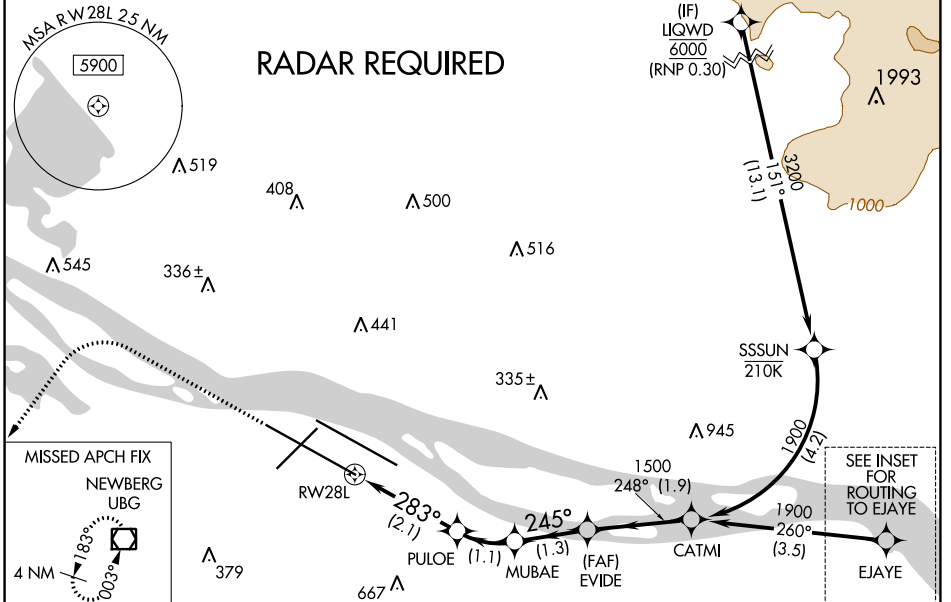 MSA RW28L 25 NM
5900
RADAR REQUIRED
(IF)
LIQWD
6000
(RNP 0.30)
1993
519
408
500
3200
151°
(13.1)
1000
516
545
336±
441
SSSUN
210K
335±
945
1900
(4.2)
MISSED APCH FIX
NEWBERG
UBG
183°
003°
4 NM
RW28L
283°
(2.1)
PULOE
(1.1)
MUBAE
245°
(1.3)
(FAF)
EVIDE
1500
248° (1.9)
CATMI
SEE INSET
FOR
ROUTING
TO EJAYE
1900
260°
(3.5)
EJAYE
379
667